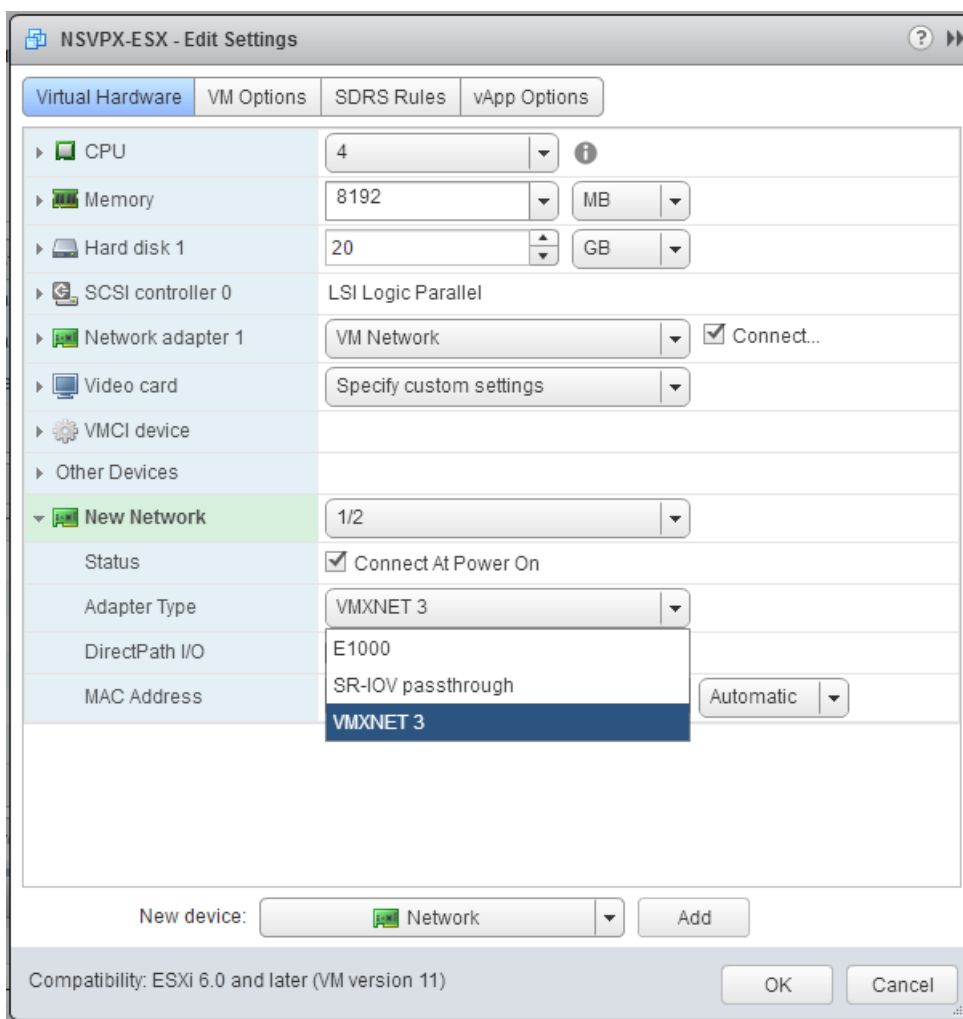 NSVPX-ESX - Edit Settings
Virtual Hardware VM Options SDRS Rules vApp Options
CPU 4
Memory 8192 MB
Hard disk 1 20 GB
SCSI controller 0 LSI Logic Parallel
Network adapter 1 VM Network Connect...
Video card Specify custom settings
VMCI device
Other Devices
New Network 1/2
Status Connect At Power On
Adapter Type VMXNET 3
DirectPath I/O E1000
SR-IOV passthrough
MAC Address Automatic
VMXNET 3
New device: Network Add
Compatibility: ESXi 6.0 and later (VM version 11) OK Cancel